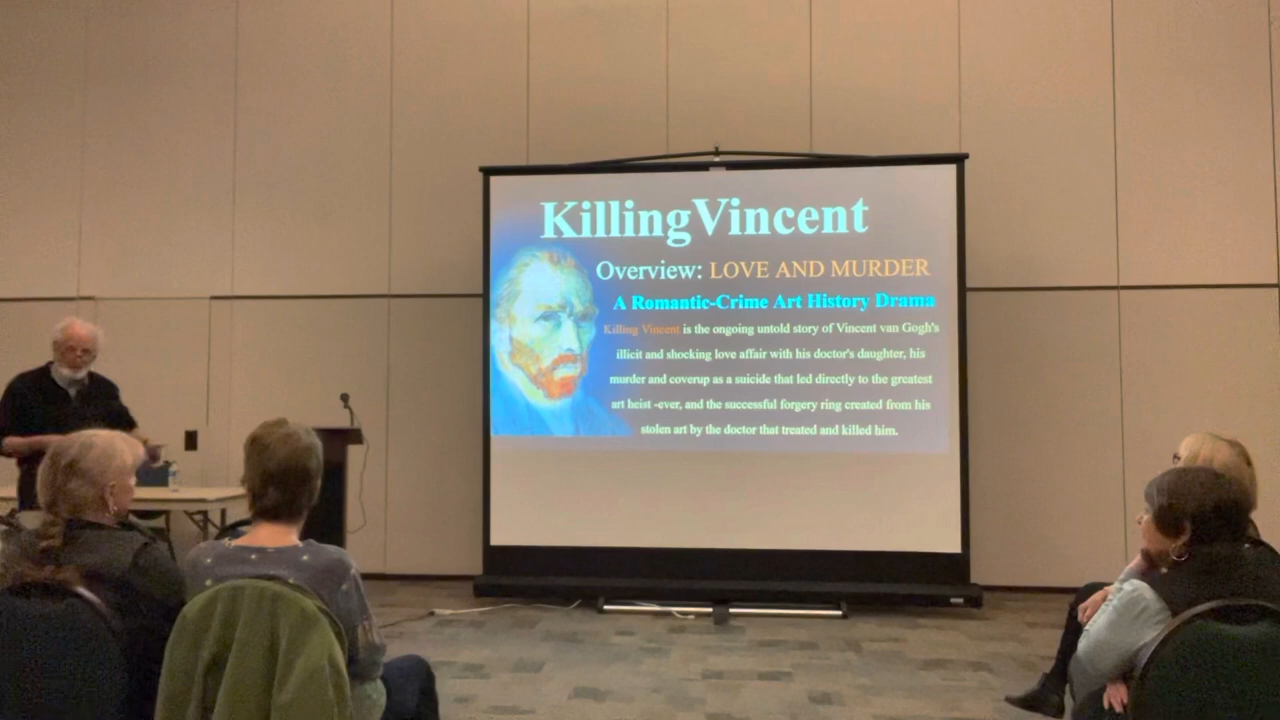 KillingVincent
Overview: LOVE AND MURDER
A Romantic-Crime Art History Drama
Killing Vincent is the ongoing untold story of Vincent van Gogh's
illicit and shocking love affair with his doctor's daughter, his
murder and coverup as a suicide that led directly to the greatest
art heist -ever, and the successful forgery ring created from his
stolen art by the doctor that treated and killed him.